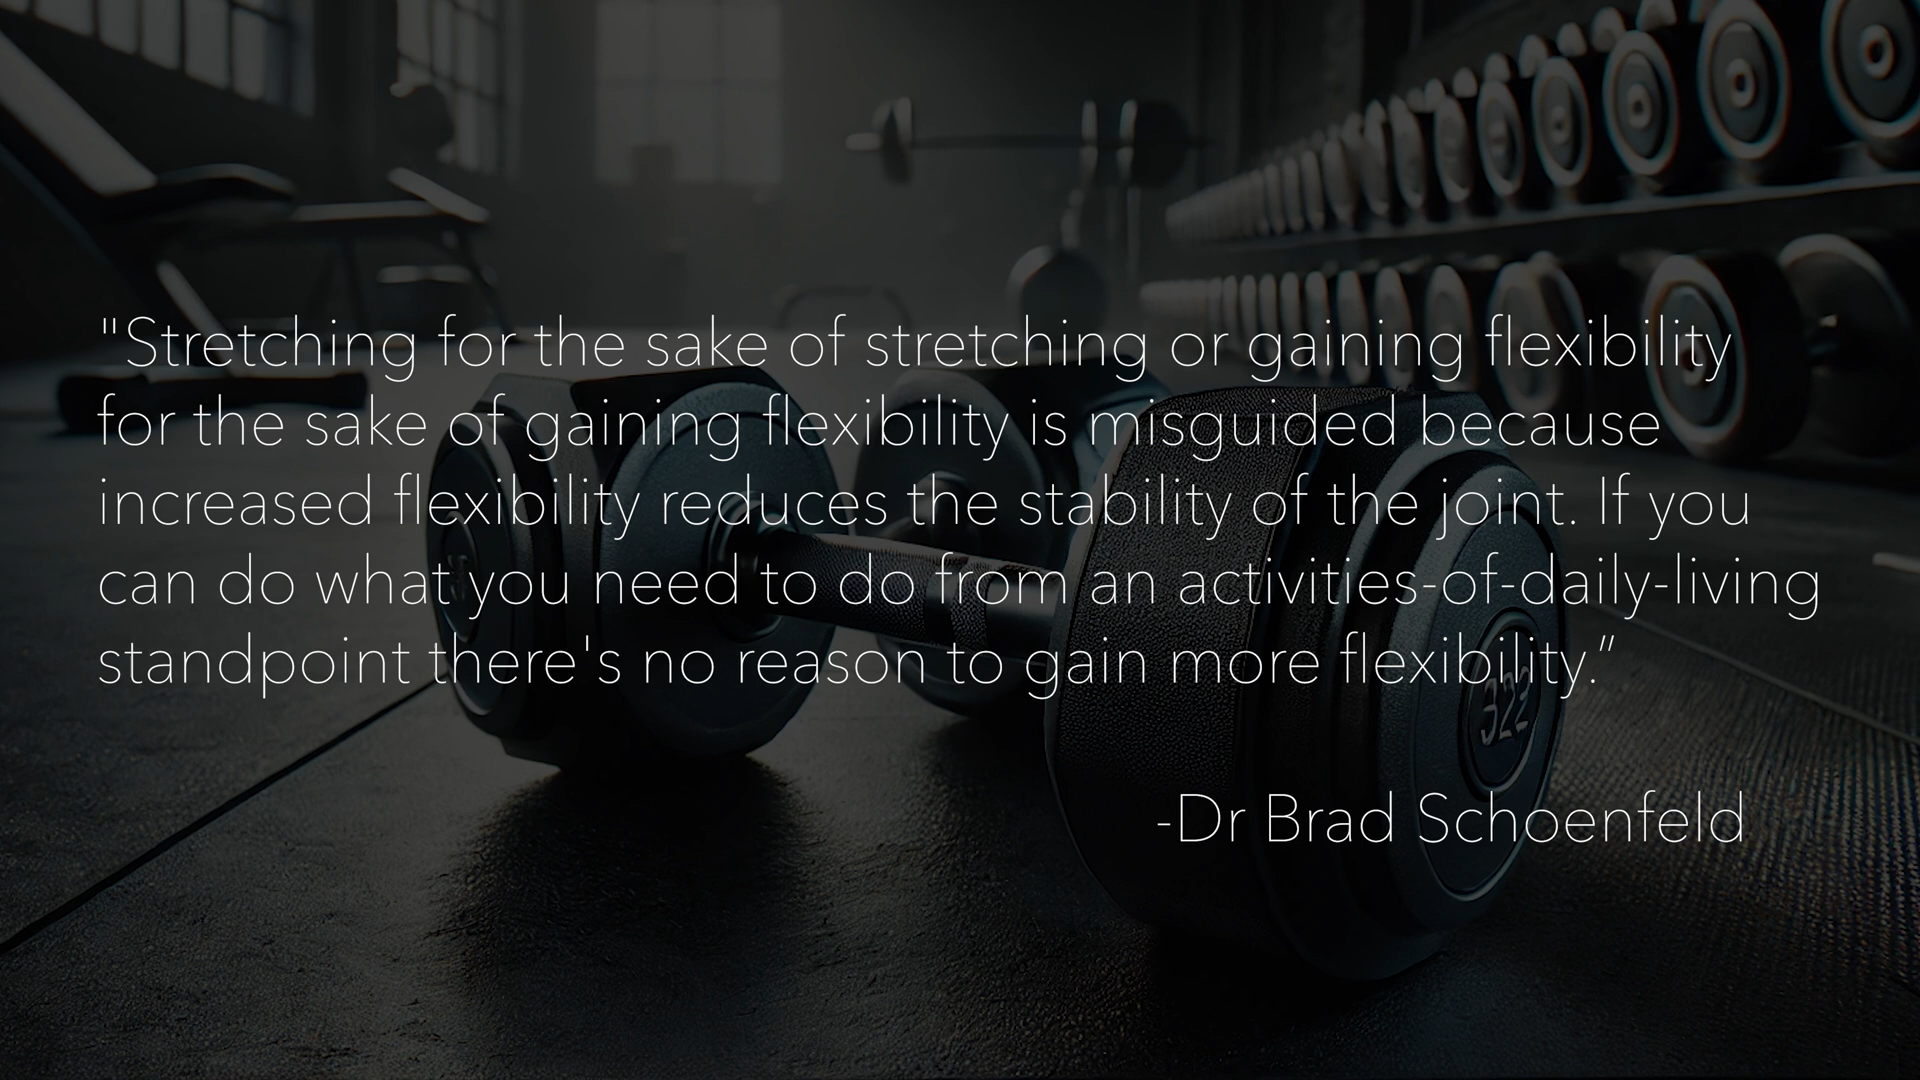 "Stretching for the sake of stretching or gaining flexibility
for the sake of gaining flexibility is misguided because
increased flexibility reduces the stability of the joint. If you
can do what you need to do from an activities-of-daily-living
standpoint there's no reason to gain more flexibility.”
-Dr Brad Schoenfeld
322